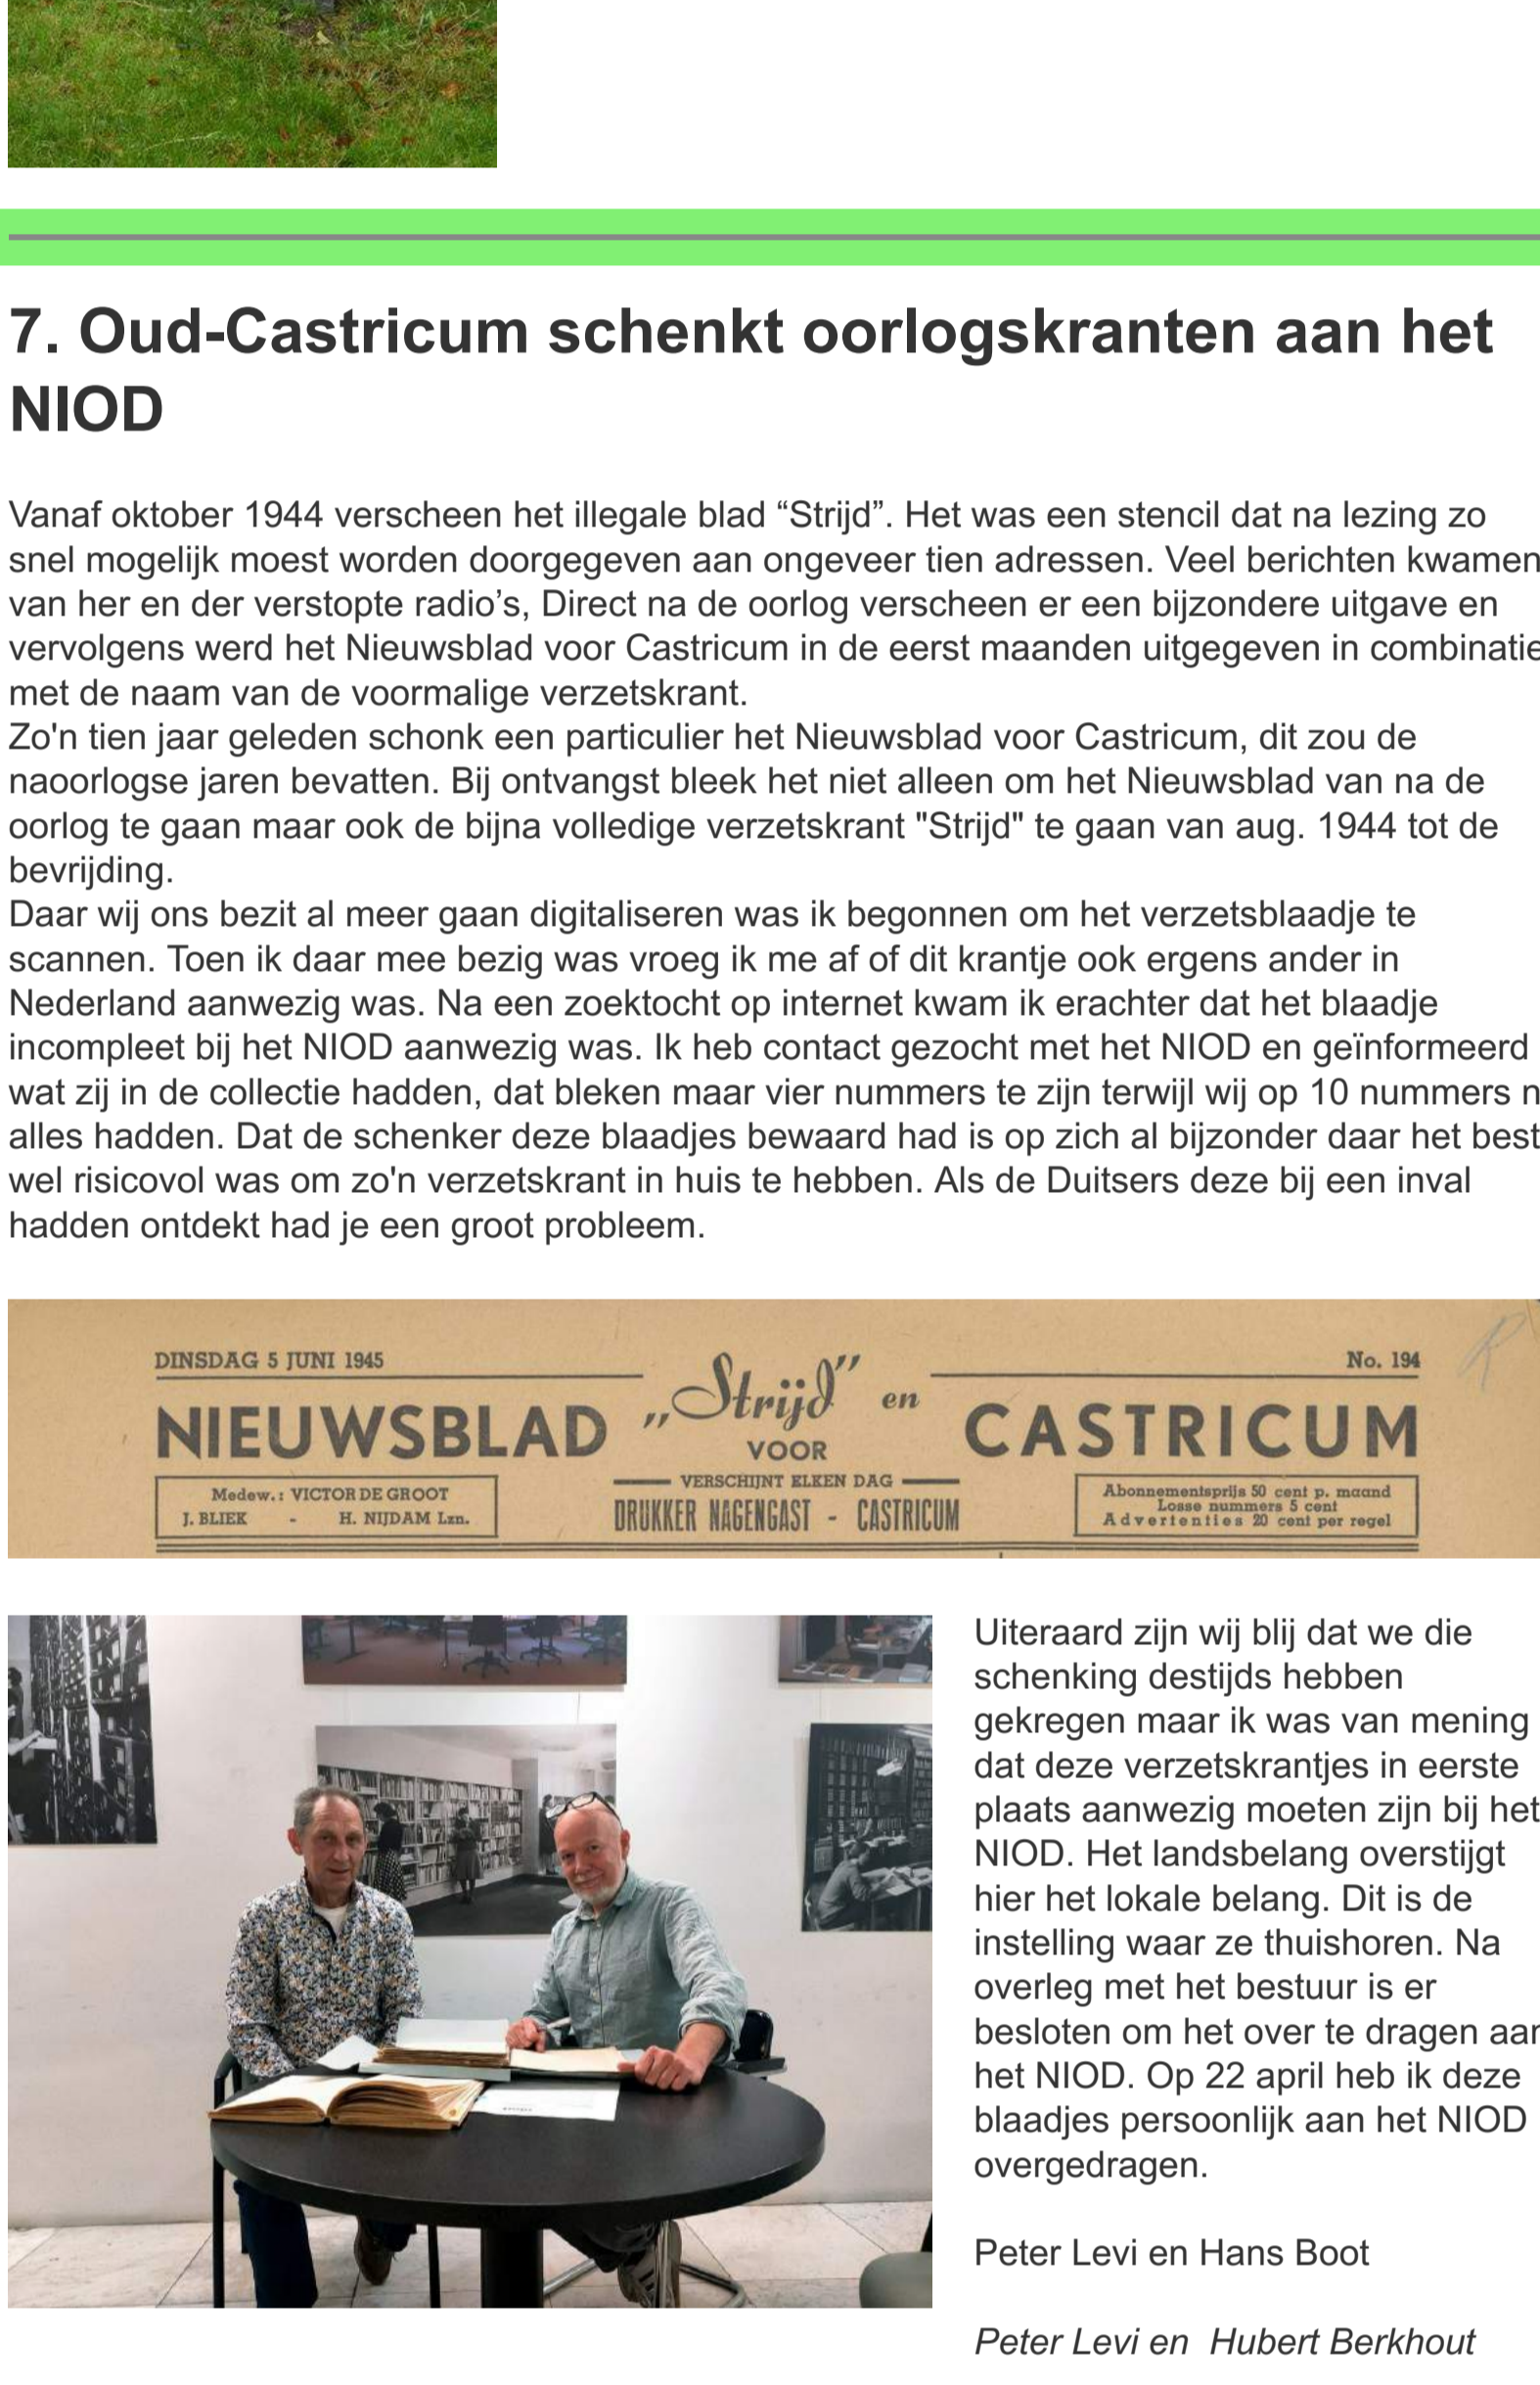 7. Oud-Castricum schenkt oorlogskranten aan het
NIOD
Vanaf oktober 1944 verscheen het illegale blad “Strijd”. Het was een stencil dat na lezing zo
snel mogelijk moest worden doorgegeven aan ongeveer tien adressen. Veel berichten kwamen
van her en der verstopte radio’s, Direct na de oorlog verscheen er een bijzondere uitgave en
vervolgens werd het Nieuwsblad voor Castricum in de eerst maanden uitgegeven in combinatie
met de naam van de voormalige verzetskrant.
Zo'n tien jaar geleden schonk een particulier het Nieuwsblad voor Castricum, dit zou de
naoorlogse jaren bevatten. Bij ontvangst bleek het niet alleen om het Nieuwsblad van na de
oorlog te gaan maar ook de bijna volledige verzetskrant "Strijd" te gaan van aug. 1944 tot de
bevrijding.
Daar wij ons bezit al meer gaan digitaliseren was ik begonnen om het verzetsblaadje te
scannen. Toen ik daar mee bezig was vroeg ik me af of dit krantje ook ergens ander in
Nederland aanwezig was. Na een zoektocht op internet kwam ik erachter dat het blaadje
incompleet bij het NIOD aanwezig was. Ik heb contact gezocht met het NIOD en geïnformeerd
wat zij in de collectie hadden, dat bleken maar vier nummers te zijn terwijl wij op 10 nummers n
alles hadden. Dat de schenker deze blaadjes bewaard had is op zich al bijzonder daar het best
wel risicovol was om zo'n verzetskrant in huis te hebben. Als de Duitsers deze bij een inval
hadden ontdekt had je een groot probleem.
DINSDAG 5 JUNI 1945
No. 194
NIEUWSBLAD „Strijd” en CASTRICUM
VOOR
VERSCHIJNT ELKEN DAG
DRUKKER NAGENGAST - CASTRICUM
Medew.: VICTOR DE GROOT
J. BLIEK - H. NIJDAM Lzn.
Abonnementsprijs 50 cent p. maand
Losse nummers 5 cent
Advertenties 20 cent per regel
Uiteraard zijn wij blij dat we die
schenking destijds hebben
gekregen maar ik was van mening
dat deze verzetskrantjes in eerste
plaats aanwezig moeten zijn bij het
NIOD. Het landsbelang overstijgt
hier het lokale belang. Dit is de
instelling waar ze thuishoren. Na
overleg met het bestuur is er
besloten om het over te dragen aan
het NIOD. Op 22 april heb ik deze
blaadjes persoonlijk aan het NIOD
overgedragen.
Peter Levi en Hans Boot
Peter Levi en Hubert Berkhout